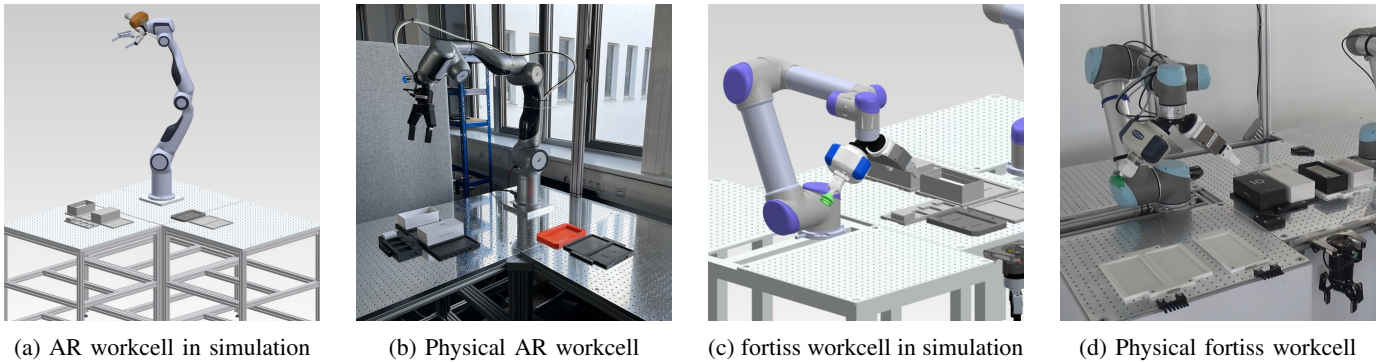 (a) AR workcell in simulation
(b) Physical AR workcell
(c) fortiss workcell in simulation
(d) Physical fortiss workcell